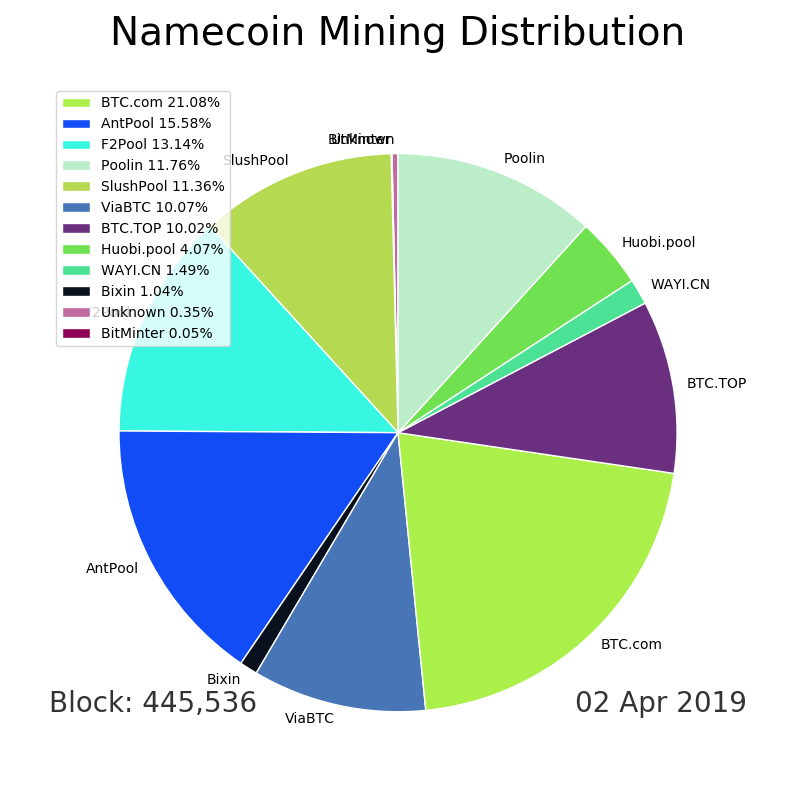 Namecoin Mining Distribution
BTC.com 21.08%
AntPool 15.58%
F2Pool 13.14%
Poolin 11.76%
SlushPool 11.36%
ViaBTC 10.07%
BTC.TOP 10.02%
Huobi.pool 4.07%
WAYI.CN 1.49%
Bixin 1.04%
Unknown 0.35%
BitMinter 0.05%
BitMinter
Unknown
SlushPool
Poolin
Huobi.pool
WAYI.CN
BTC.TOP
BTC.com
AntPool
Bixin
ViaBTC
Block: 445,536
02 Apr 2019